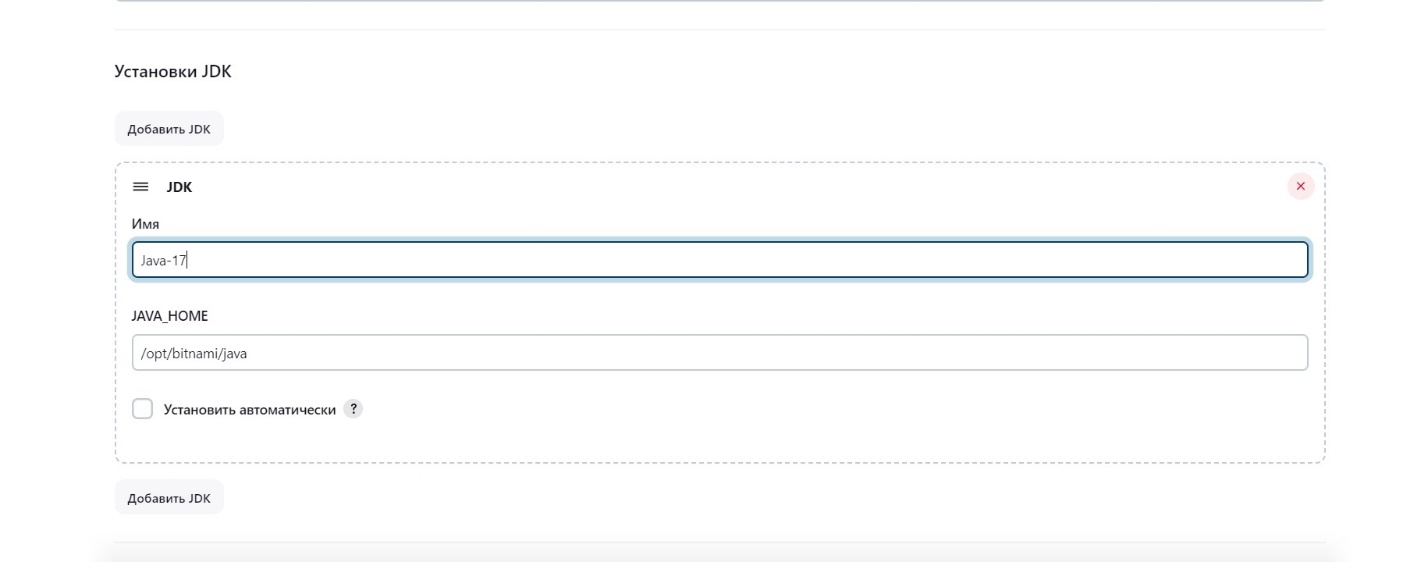 Установки JDK
Добавить JDK
JDK
Имя
Java-17
JAVA_HOME
/opt/bitnami/java
Установить автоматически ?
Добавить JDK